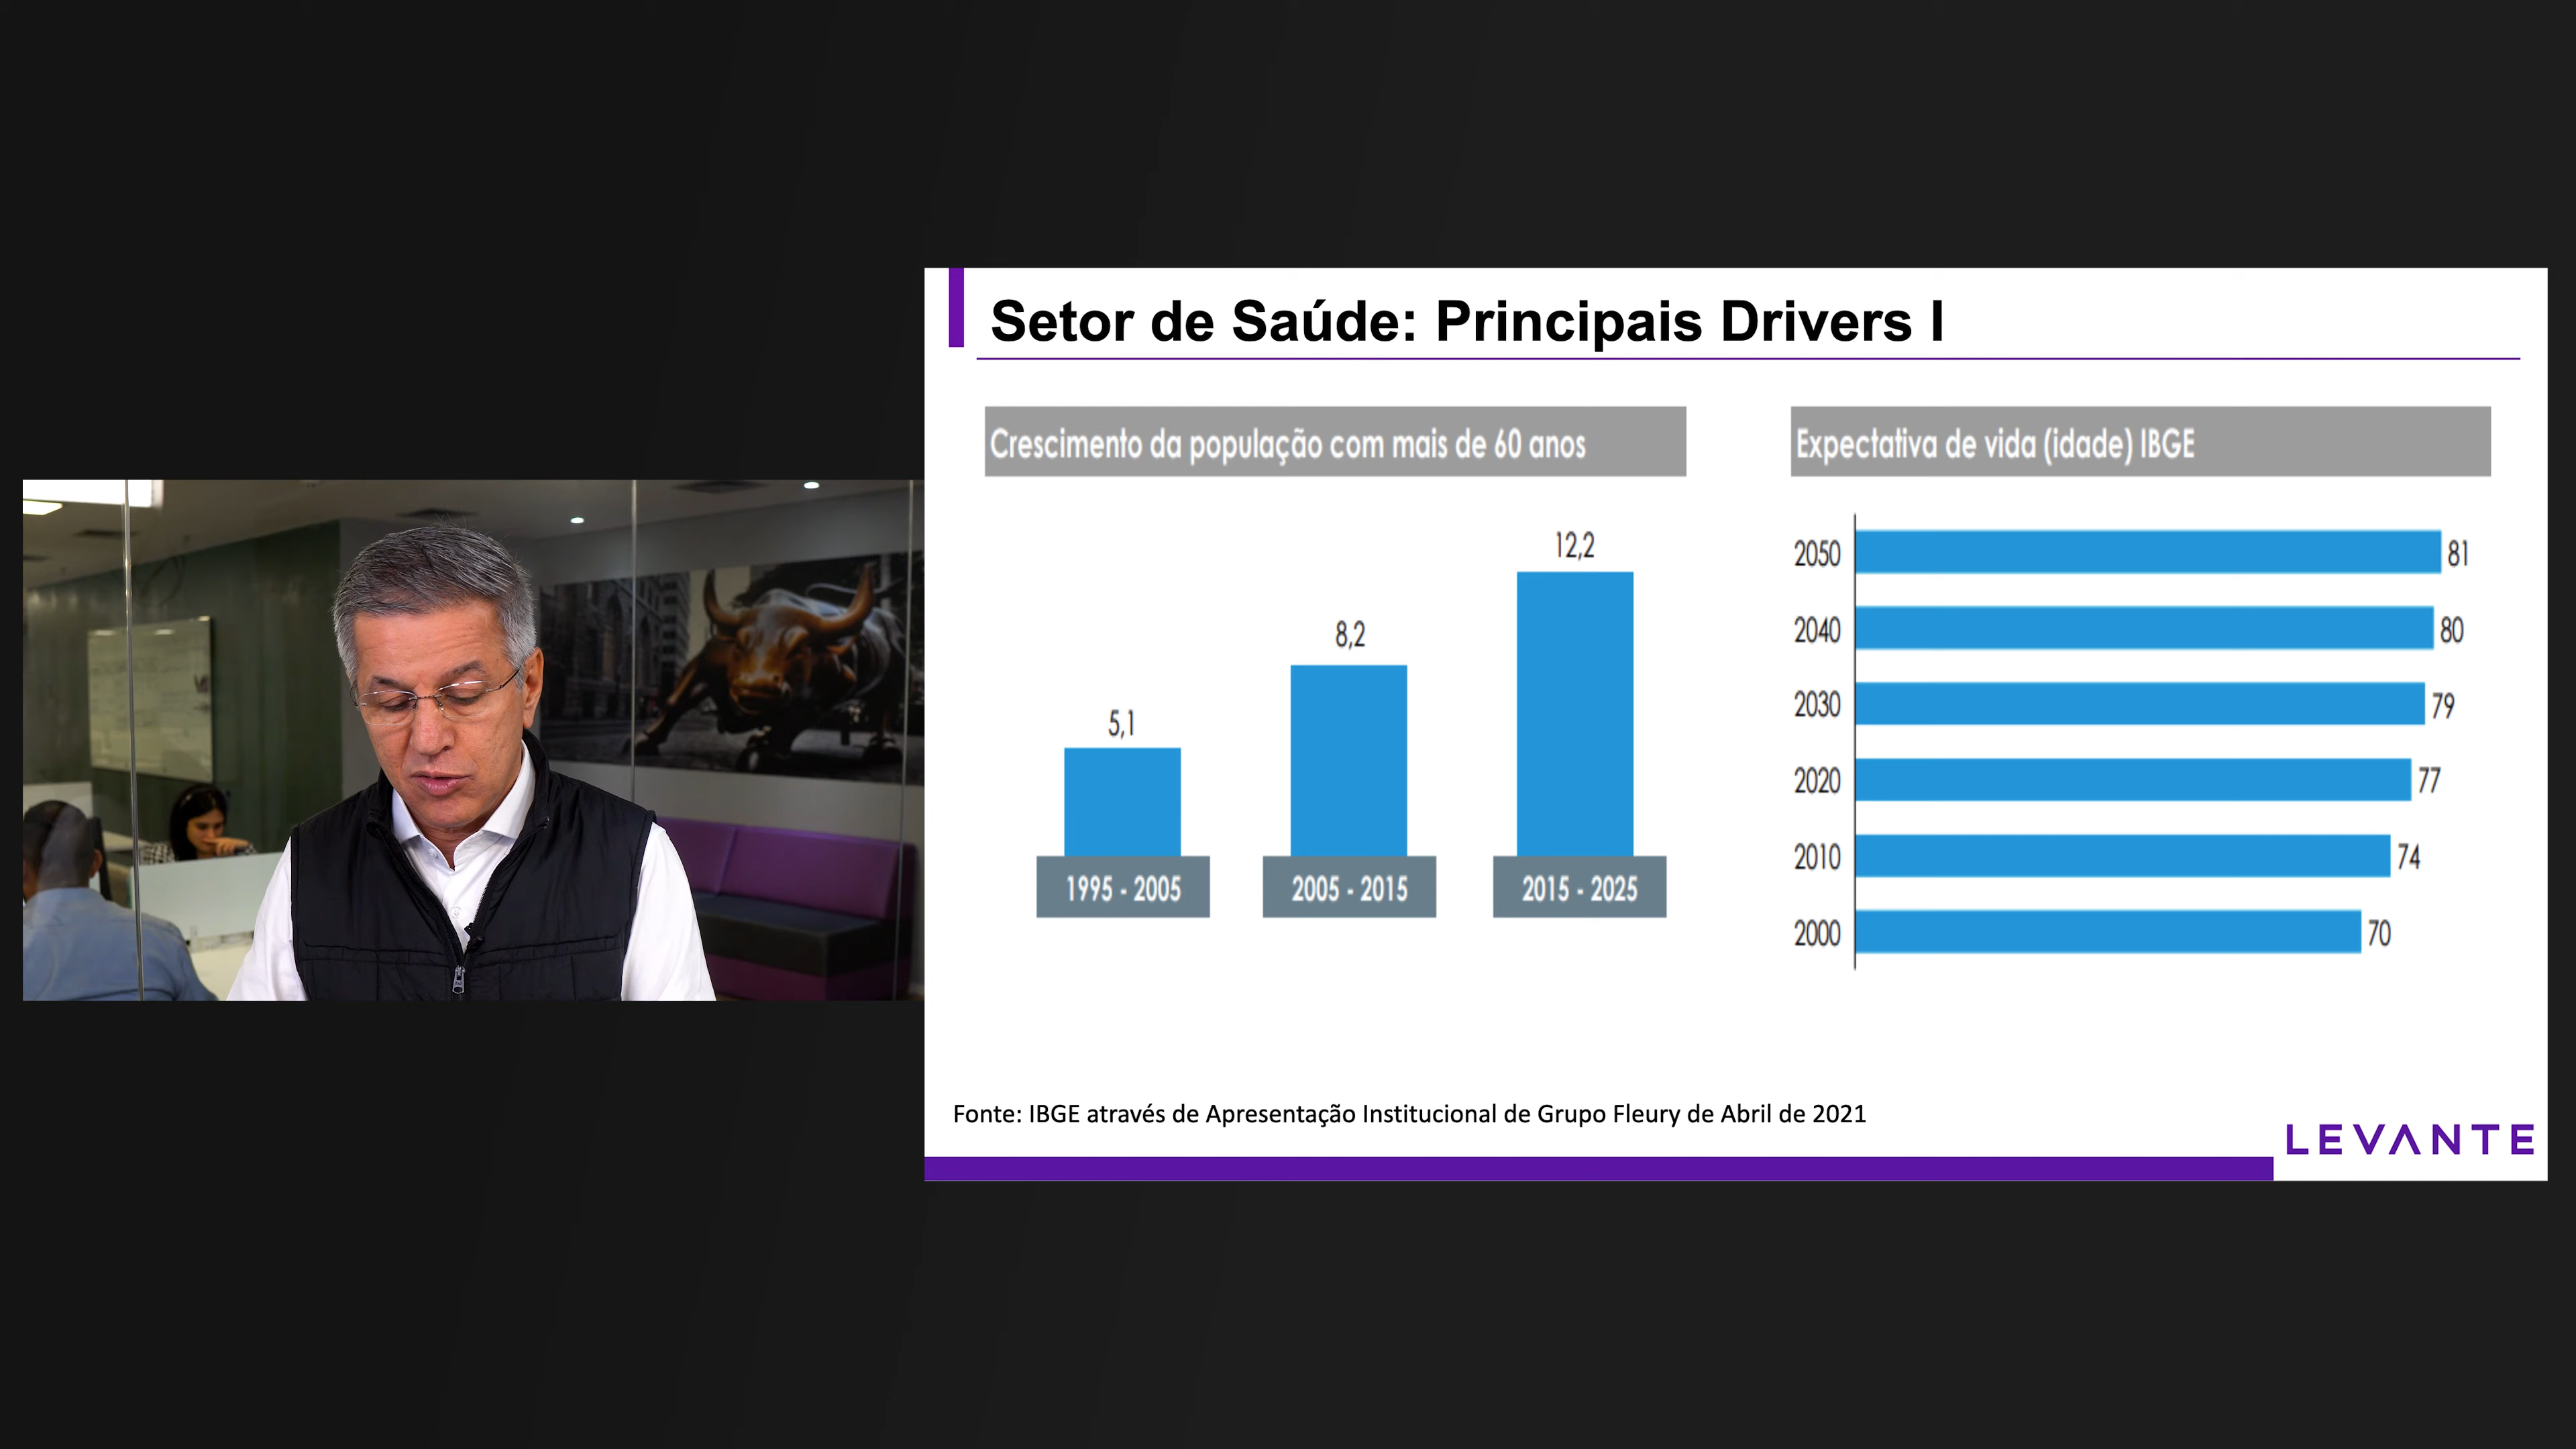 Setor de Saúde: Principais Drivers I
Crescimento da população com mais de 60 anos
5,1
8,2
12,2
1995 - 2005
2005 - 2015
2015 - 2025
Expectativa de vida (idade) IBGE
2050 81
2040 80
2030 79
2020 77
2010 74
2000 70
Fonte: IBGE através de Apresentação Institucional de Grupo Fleury de Abril de 2021
LEVANTE